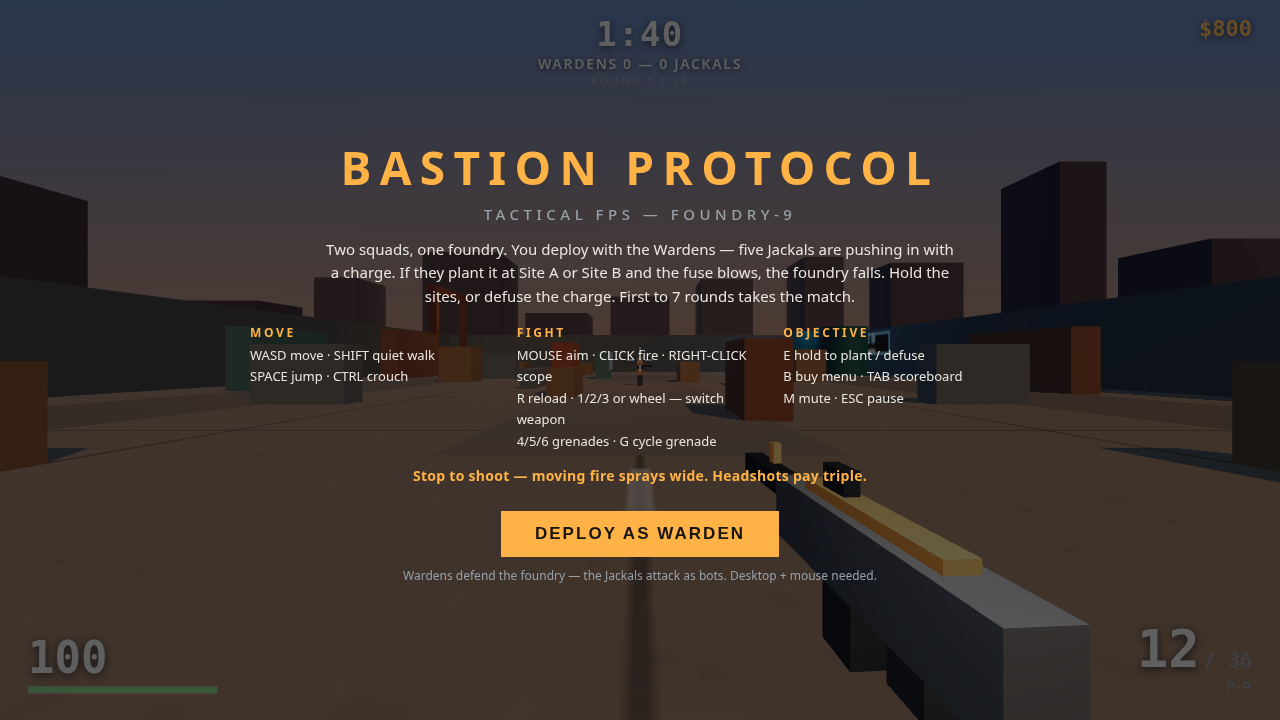 1:40
$800
WARDENS 0 — 0 JACKALS
ROUND 1 / 13
BASTION PROTOCOL
TACTICAL FPS — FOUNDRY-9
Two squads, one foundry. You deploy with the Wardens — five Jackals are pushing in with
a charge. If they plant it at Site A or Site B and the fuse blows, the foundry falls. Hold the
sites, or defuse the charge. First to 7 rounds takes the match.
MOVE
WASD move · SHIFT quiet walk
SPACE jump · CTRL crouch
FIGHT
MOUSE aim · CLICK fire · RIGHT-CLICK
scope
R reload · 1/2/3 or wheel — switch
weapon
4/5/6 grenades · G cycle grenade
OBJECTIVE
E hold to plant / defuse
B buy menu · TAB scoreboard
M mute · ESC pause
Stop to shoot — moving fire sprays wide. Headshots pay triple.
DEPLOY AS WARDEN
Wardens defend the foundry — the Jackals attack as bots. Desktop + mouse needed.
100
12 / 36
P-9